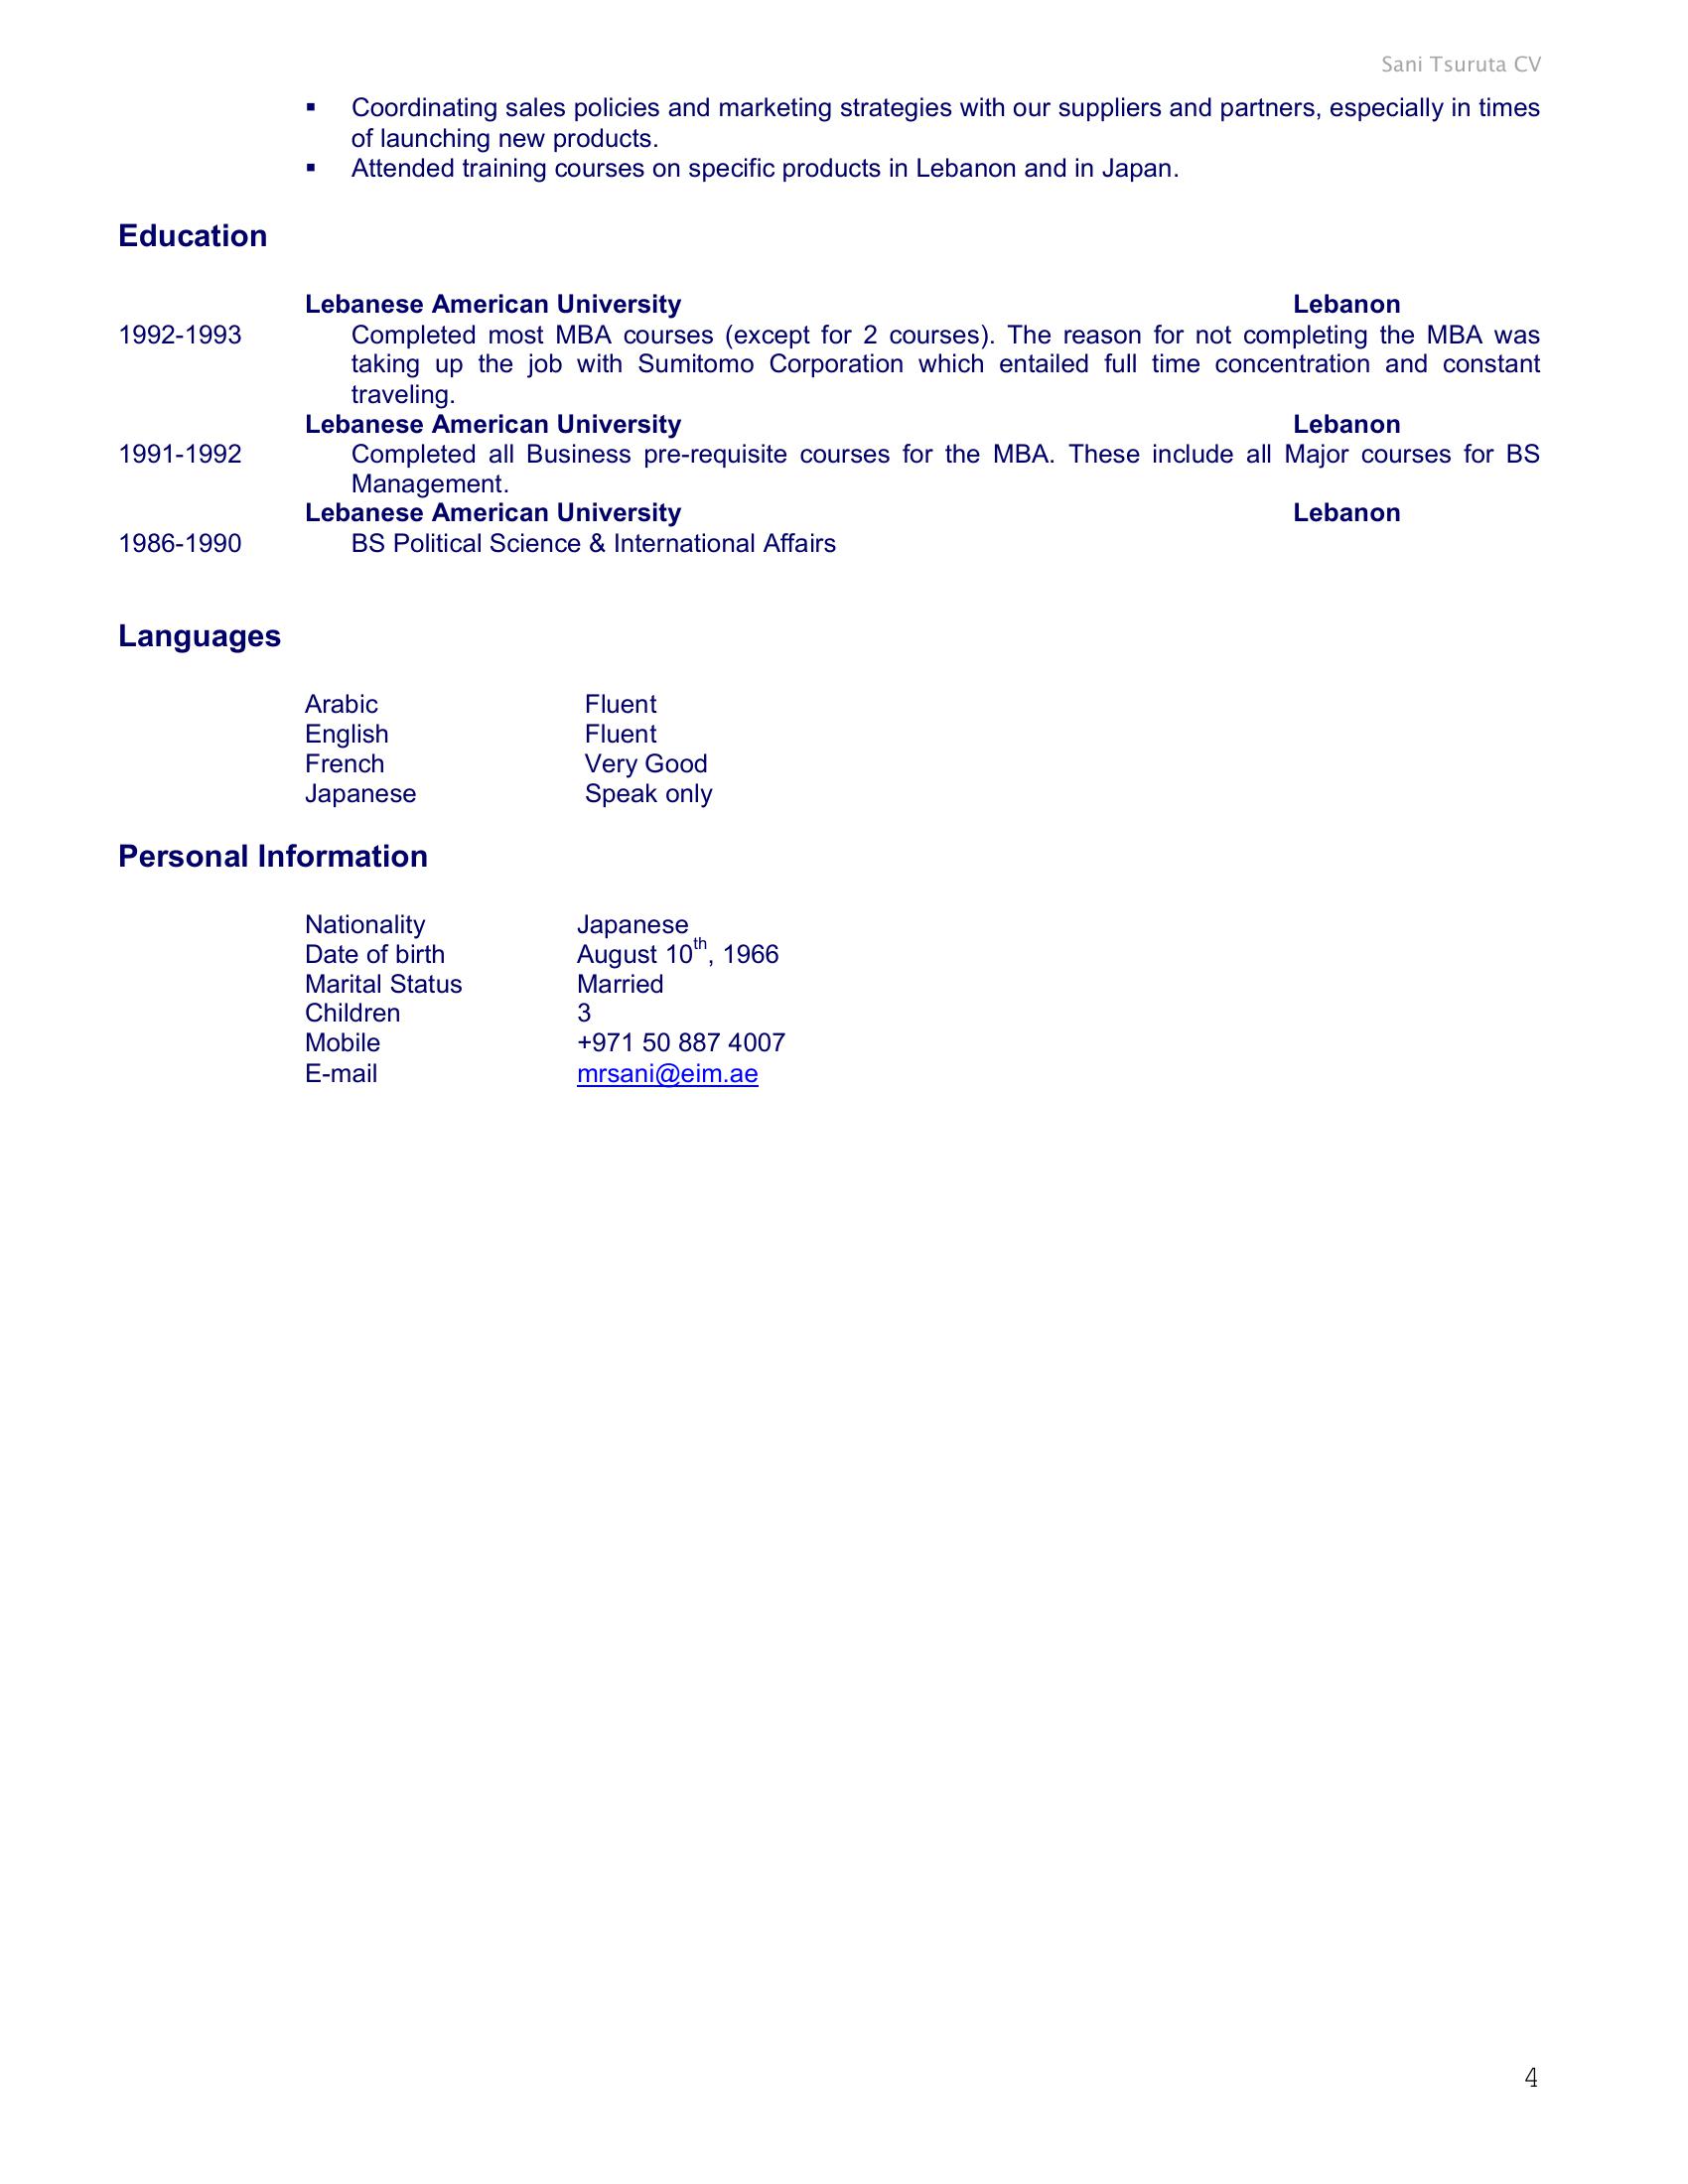 Sani Tsuruta CV
▪ Coordinating sales policies and marketing strategies with our suppliers and partners, especially in times
of launching new products.
▪ Attended training courses on specific products in Lebanon and in Japan.
Education
Lebanese American University Lebanon
1992-1993 Completed most MBA courses (except for 2 courses). The reason for not completing the MBA was
taking up the job with Sumitomo Corporation which entailed full time concentration and constant
traveling.
Lebanese American University Lebanon
1991-1992 Completed all Business pre-requisite courses for the MBA. These include all Major courses for BS
Management.
Lebanese American University Lebanon
1986-1990 BS Political Science & International Affairs
Languages
Arabic Fluent
English Fluent
French Very Good
Japanese Speak only
Personal Information
Nationality Japanese
Date of birth August 10th, 1966
Marital Status Married
Children 3
Mobile +971 50 887 4007
E-mail mrsani@eim.ae
4